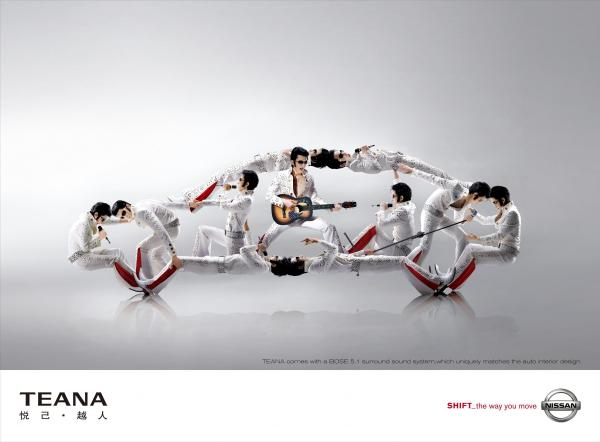 TEANA comes with a BOSE 5.1 surround sound system,which uniquely matches the auto interior design.
TEANA
悦己・越人
SHIFT_the way you move
NISSAN